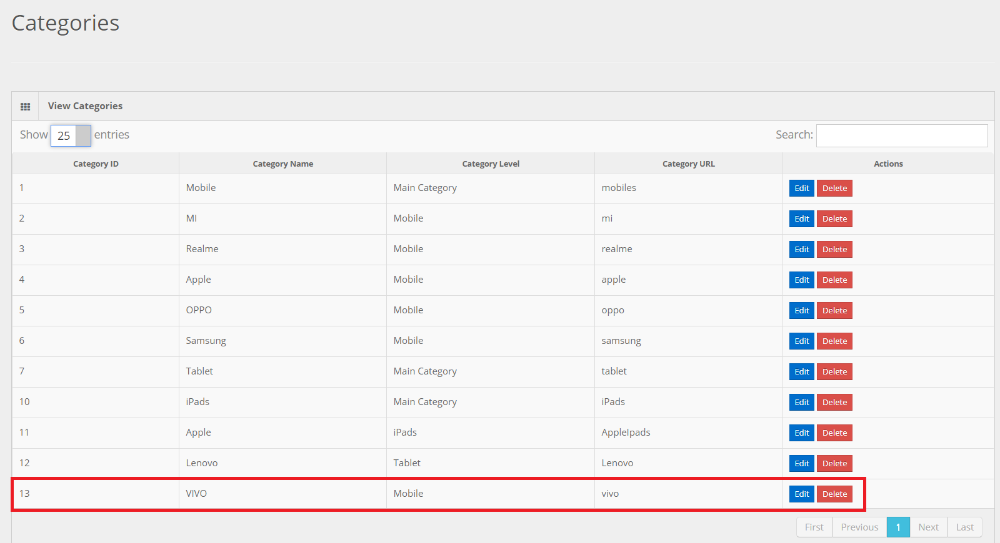 Categories
View Categories
Show 25 entries Search:
Category ID Category Name Category Level Category URL Actions
1 Mobile Main Category mobiles Edit Delete
2 MI Mobile mi Edit Delete
3 Realme Mobile realme Edit Delete
4 Apple Mobile apple Edit Delete
5 OPPO Mobile oppo Edit Delete
6 Samsung Mobile samsung Edit Delete
7 Tablet Main Category tablet Edit Delete
10 iPads Main Category iPads Edit Delete
11 Apple iPads AppleIpads Edit Delete
12 Lenovo Tablet Lenovo Edit Delete
13 VIVO Mobile vivo Edit Delete
First Previous 1 Next Last